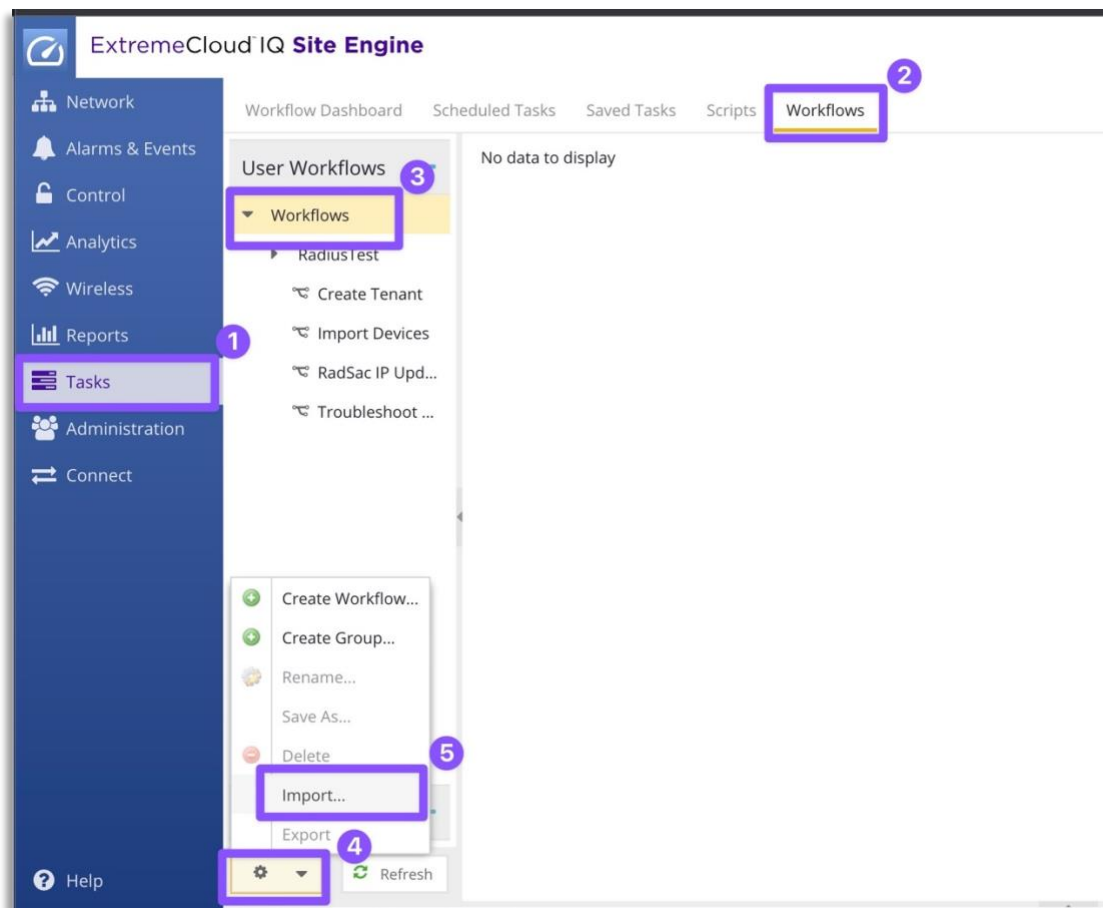 ExtremeCloud IQ Site Engine
2
Network
Workflow Dashboard Scheduled Tasks Saved Tasks Scripts Workflows
Alarms & Events
User Workflows
No data to display
3
Control
Workflows
Analytics
RadiusTest
Wireless
Create Tenant
1
Reports
Import Devices
Tasks
RadSac IP Upd...
Administration
Troubleshoot ...
Connect
Create Workflow...
Create Group...
Rename...
Save As...
Delete
5
Import...
Export
4
Help
Refresh